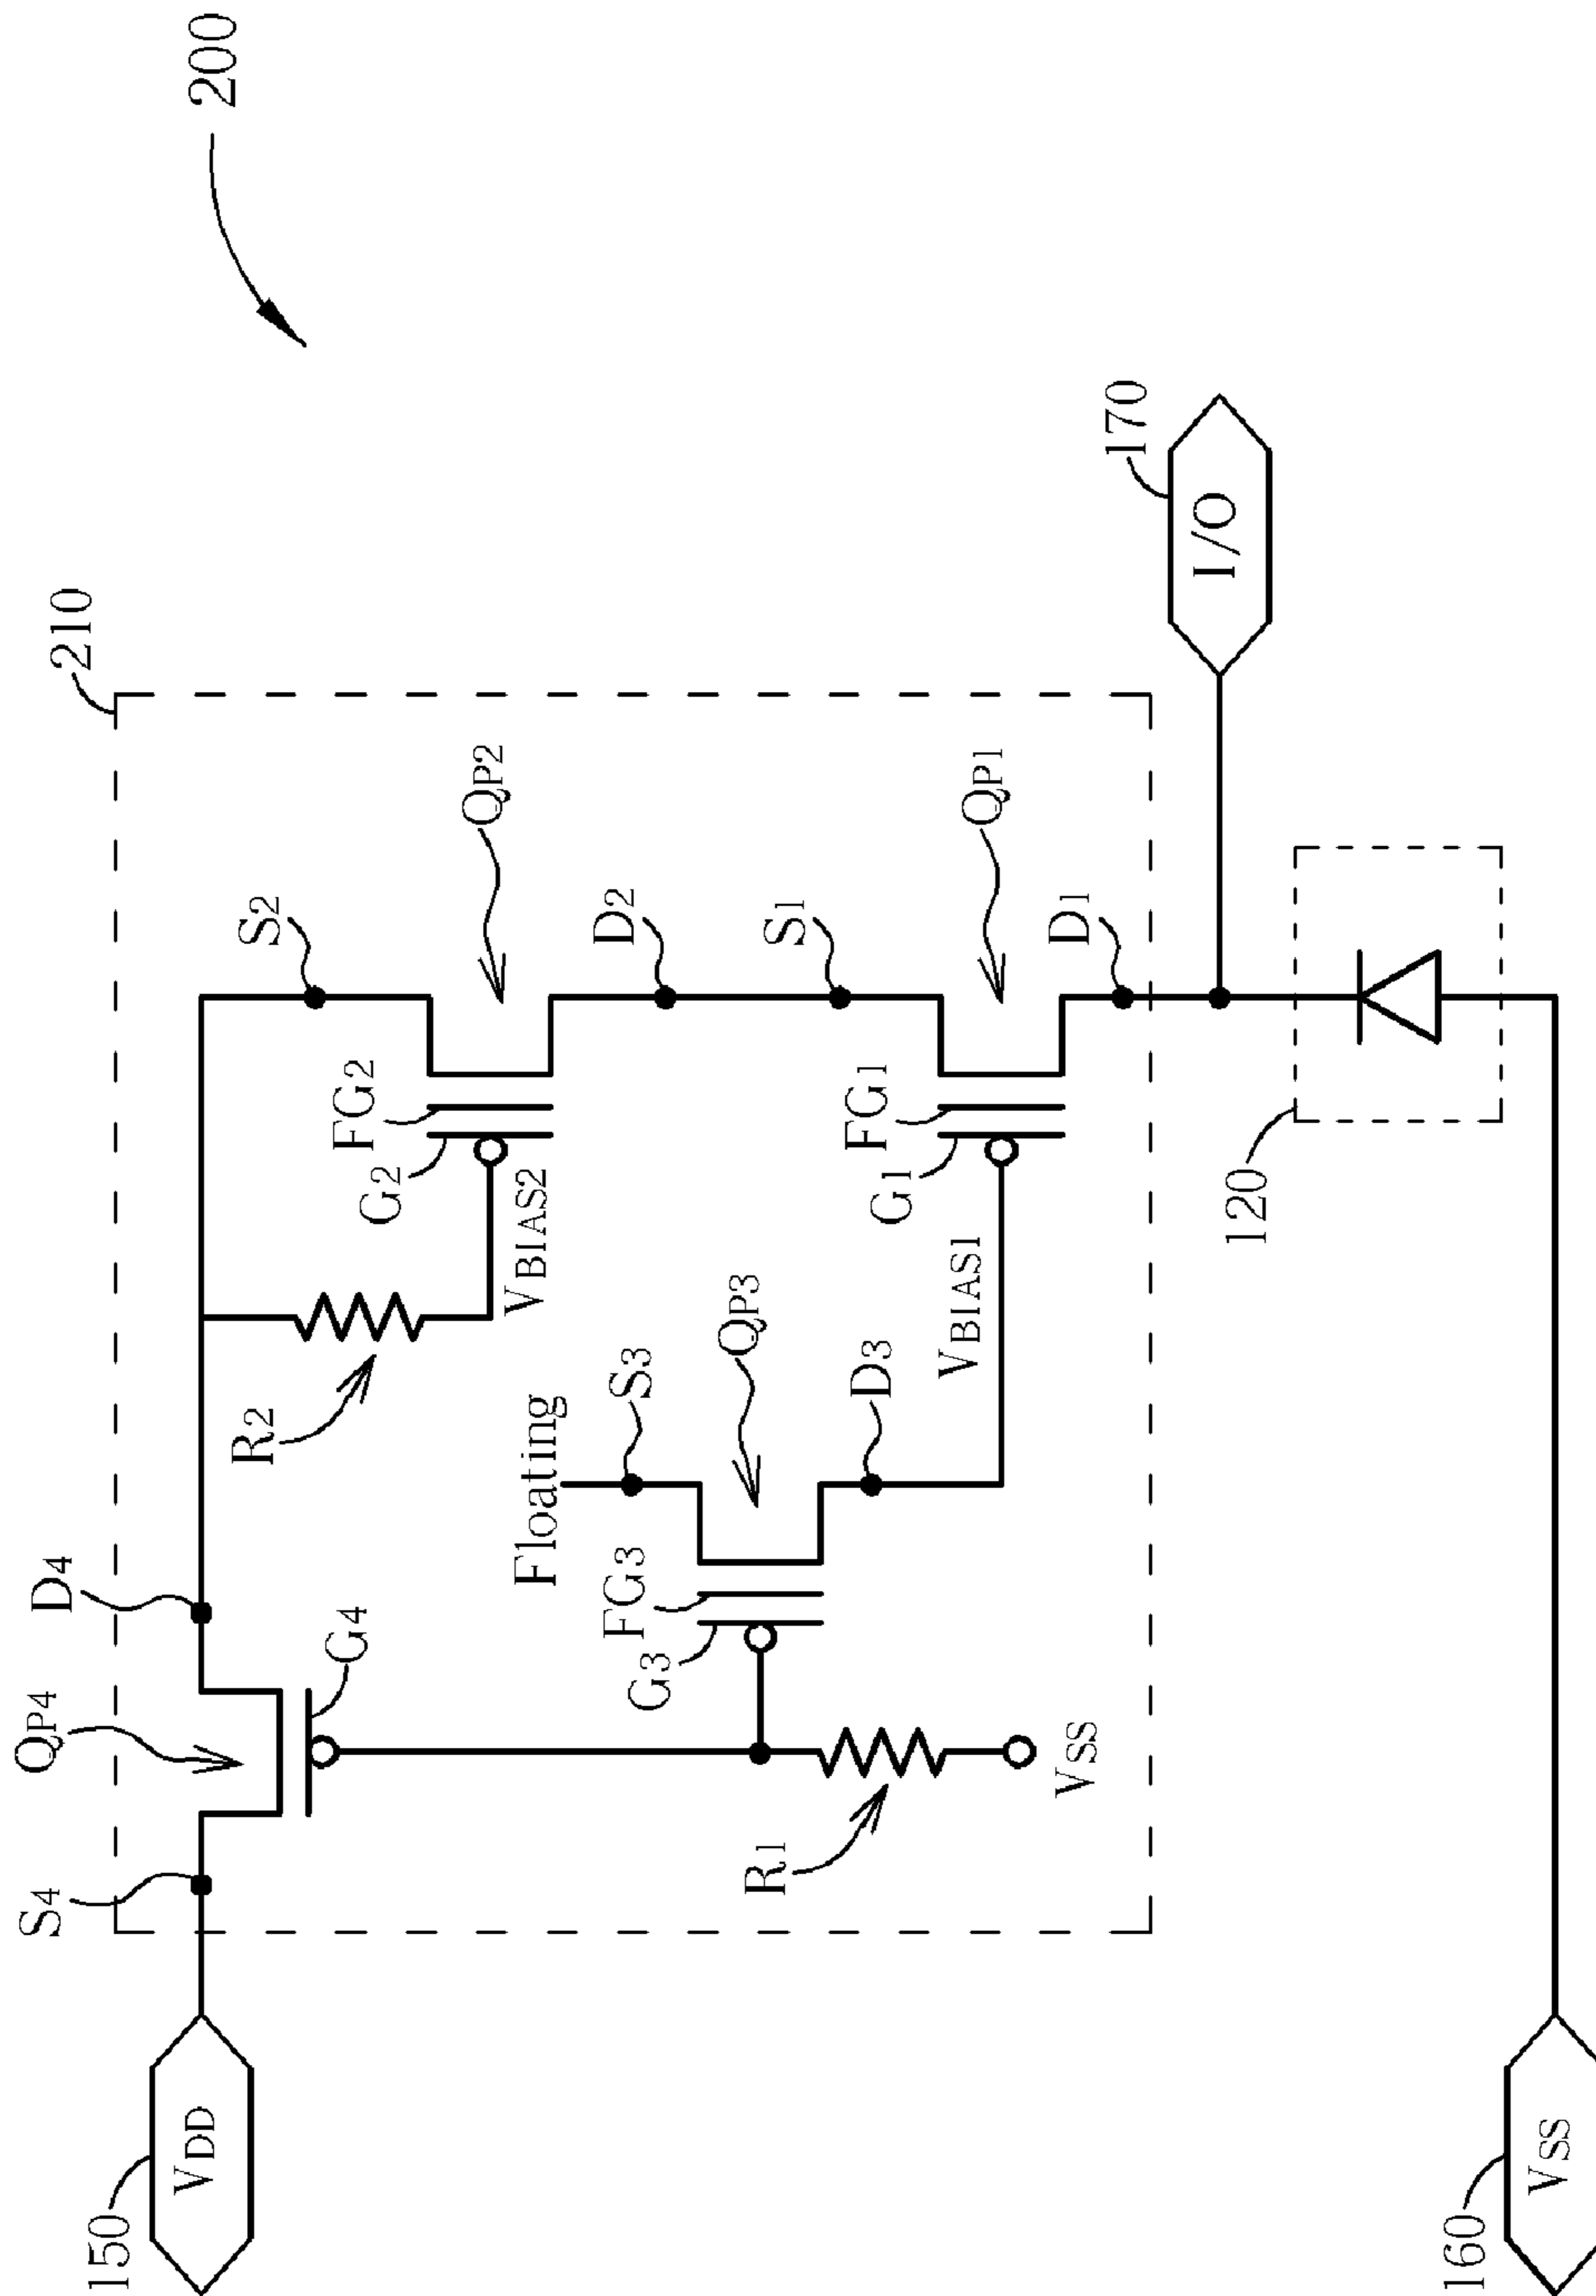 200
210
150
VDD
S4
QP4
D4
G4
R2
S2
FG2
G2
VBIAS2
QP2
D2
Floating
S3
FG3
G3
QP3
D3
R1
VSS
S1
FG1
G1
VBIAS1
QP1
D1
170
I/O
120
160
VSS